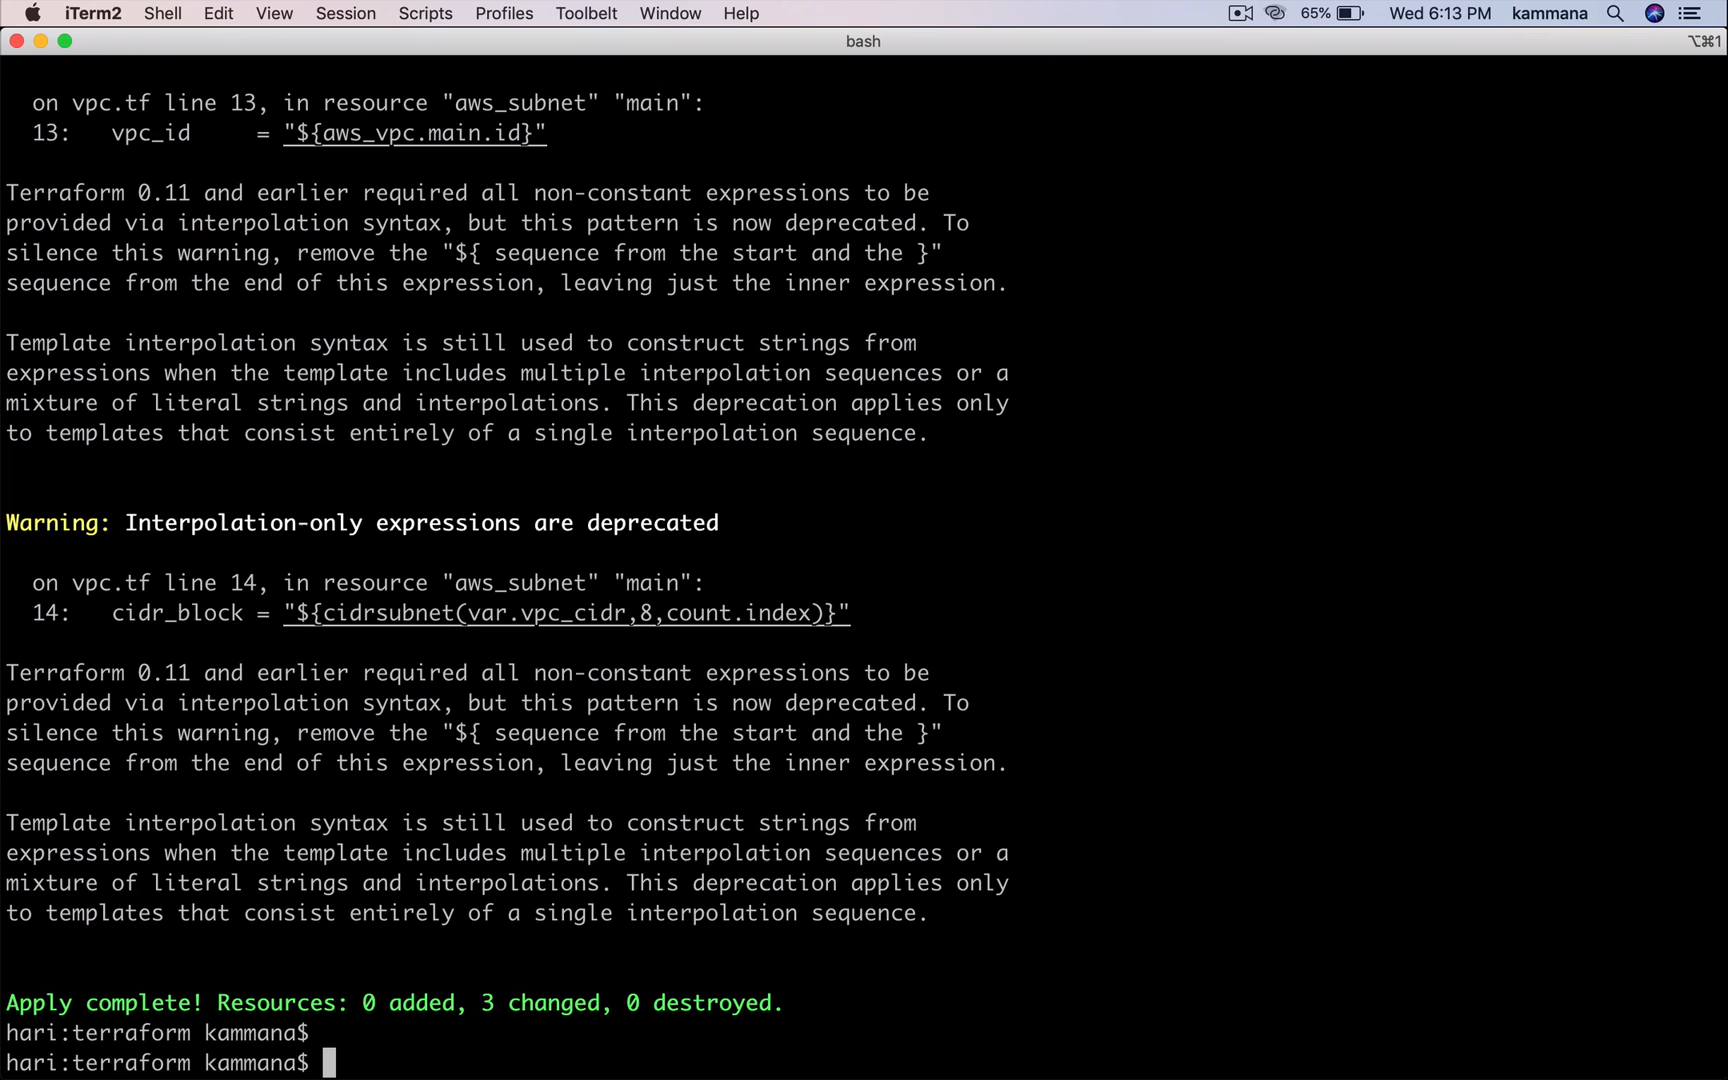 iTerm2 Shell Edit View Session Scripts Profiles Toolbelt Window Help 65% Wed 6:13 PM kammana
bash ⌥⌘1
on vpc.tf line 13, in resource "aws_subnet" "main":
13: vpc_id = "${aws_vpc.main.id}"
Terraform 0.11 and earlier required all non-constant expressions to be
provided via interpolation syntax, but this pattern is now deprecated. To
silence this warning, remove the "${ sequence from the start and the }"
sequence from the end of this expression, leaving just the inner expression.
Template interpolation syntax is still used to construct strings from
expressions when the template includes multiple interpolation sequences or a
mixture of literal strings and interpolations. This deprecation applies only
to templates that consist entirely of a single interpolation sequence.
Warning: Interpolation-only expressions are deprecated
on vpc.tf line 14, in resource "aws_subnet" "main":
14: cidr_block = "${cidrsubnet(var.vpc_cidr,8,count.index)}"
Terraform 0.11 and earlier required all non-constant expressions to be
provided via interpolation syntax, but this pattern is now deprecated. To
silence this warning, remove the "${ sequence from the start and the }"
sequence from the end of this expression, leaving just the inner expression.
Template interpolation syntax is still used to construct strings from
expressions when the template includes multiple interpolation sequences or a
mixture of literal strings and interpolations. This deprecation applies only
to templates that consist entirely of a single interpolation sequence.
Apply complete! Resources: 0 added, 3 changed, 0 destroyed.
hari:terraform kammana$
hari:terraform kammana$